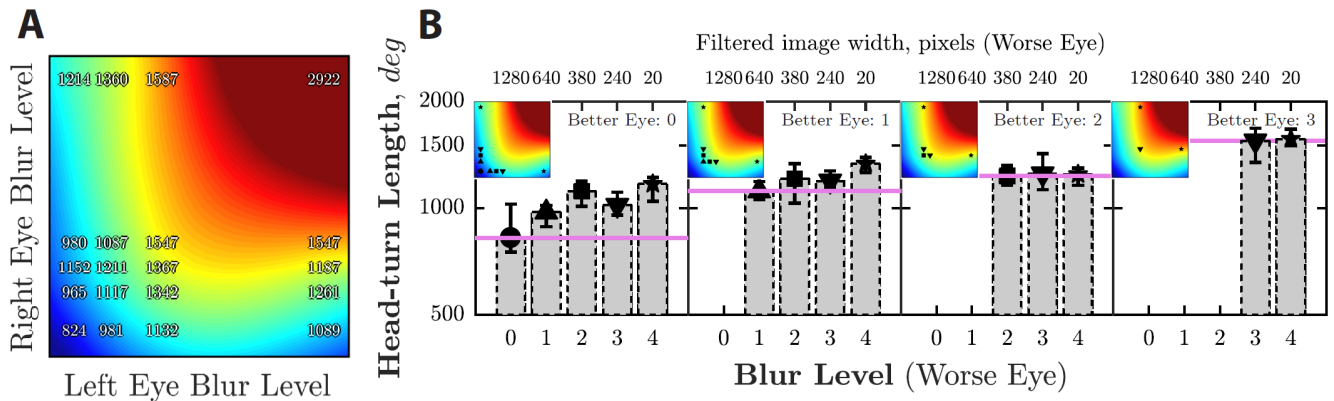 A
1214 1360 1587 2922
980 1087 1547 1547
1152 1211 1367 1187
965 1117 1342 1261
824 981 1132 1089
Right Eye Blur Level
Left Eye Blur Level
B
Filtered image width, pixels (Worse Eye)
1280 640 380 240 20 1280 640 380 240 20 1280 640 380 240 20 1280 640 380 240 20
Head-turn Length, deg
2000
1500
1000
500
Better Eye: 0
Better Eye: 1
Better Eye: 2
Better Eye: 3
0 1 2 3 4 0 1 2 3 4 0 1 2 3 4 0 1 2 3 4
Blur Level (Worse Eye)